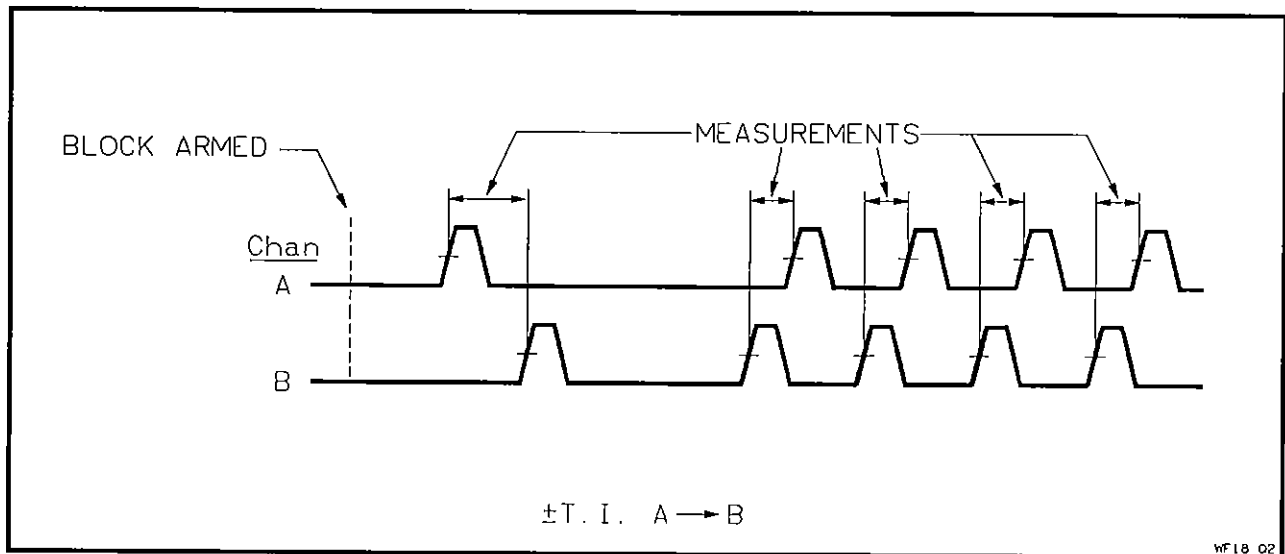 MEASUREMENTS
BLOCK ARMED
Chan
A
B
±T.I. A → B
WF18 02